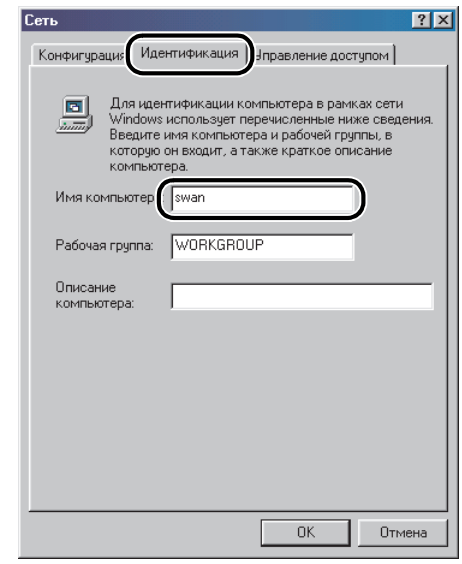 Сеть
Конфигурация Идентификация Управление доступом
Для идентификации компьютера в рамках сети
Windows использует перечисленные ниже сведения.
Введите имя компьютера и рабочей группы, в
которую он входит, а также краткое описание
компьютера.
Имя компьютера: swan
Рабочая группа: WORKGROUP
Описание
компьютера:
OK Отмена